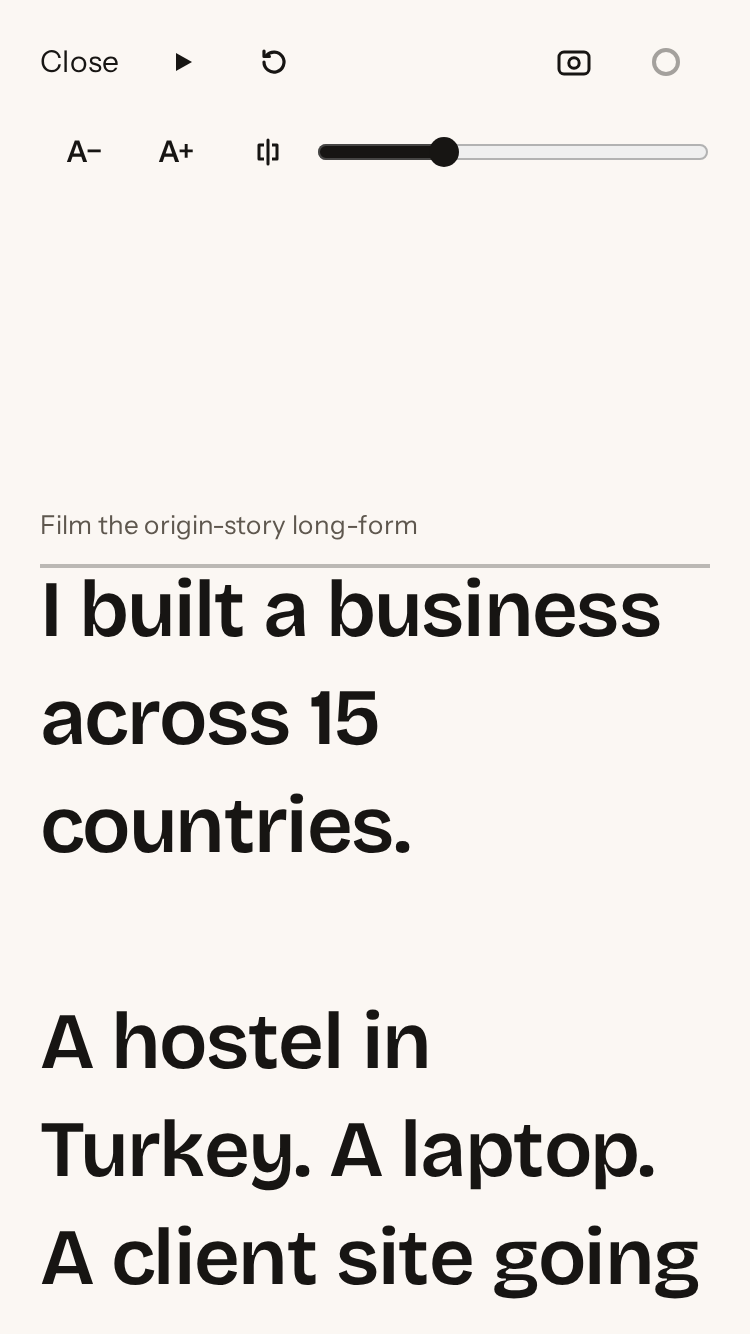 Close
A− A+
Film the origin-story long-form
I built a business
across 15
countries.
A hostel in
Turkey. A laptop.
A client site going